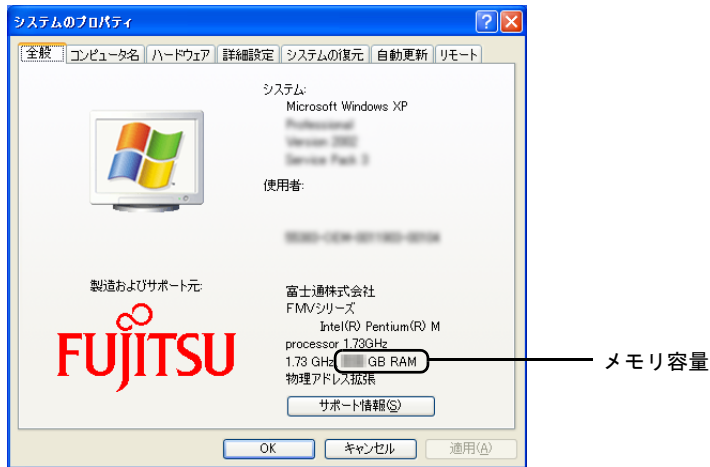 システムのプロパティ
全般 コンピュータ名 ハードウェア 詳細設定 システムの復元 自動更新 リモート
システム:
Microsoft Windows XP
使用者:
製造およびサポート元:
FUJITSU
富士通株式会社
FMVシリーズ
Intel(R) Pentium(R) M
processor 1.73GHz
1.73 GHz GB RAM
物理アドレス拡張
メモリ容量
サポート情報(S)
OK キャンセル 適用(A)